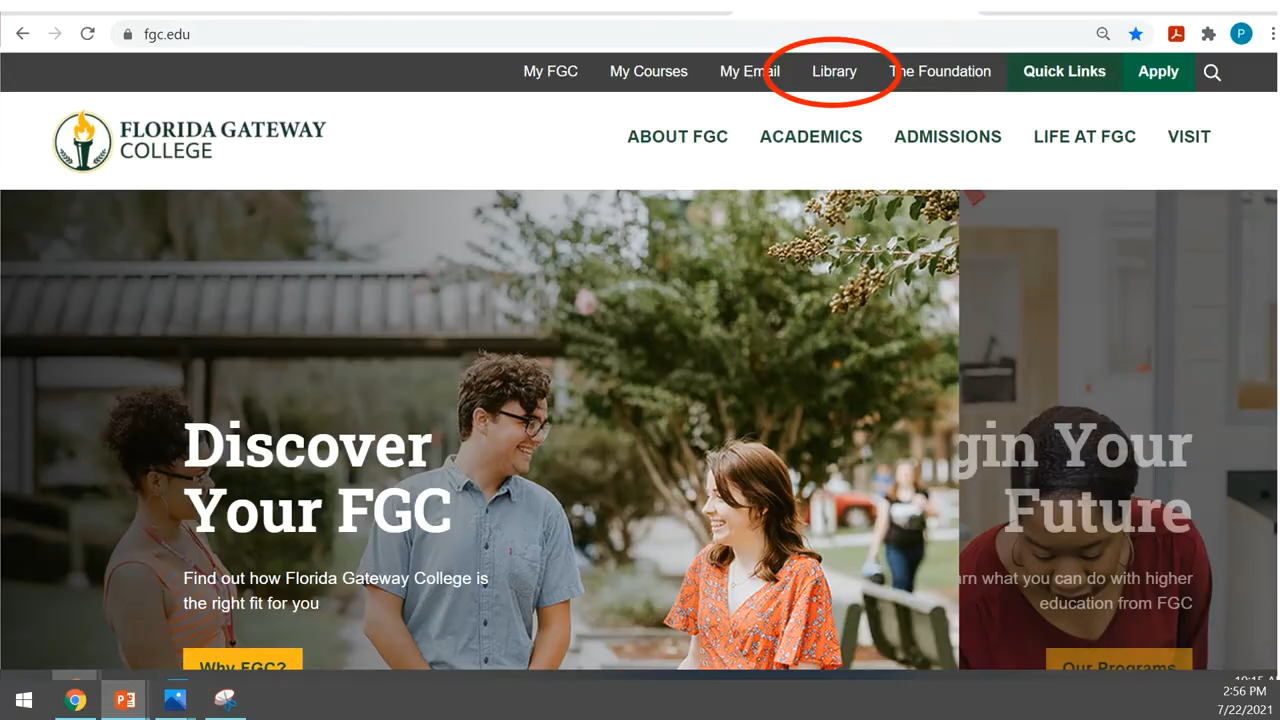 fgc.edu
P
My FGC My Courses My Email Library The Foundation Quick Links Apply
FLORIDA GATEWAY
COLLEGE
ABOUT FGC ACADEMICS ADMISSIONS LIFE AT FGC VISIT
Discover
Your FGC
Find out how Florida Gateway College is
the right fit for you
Why FGC?
gin Your
Future
arn what you can do with higher
education from FGC
Our Programs
2:56 PM
7/22/2021